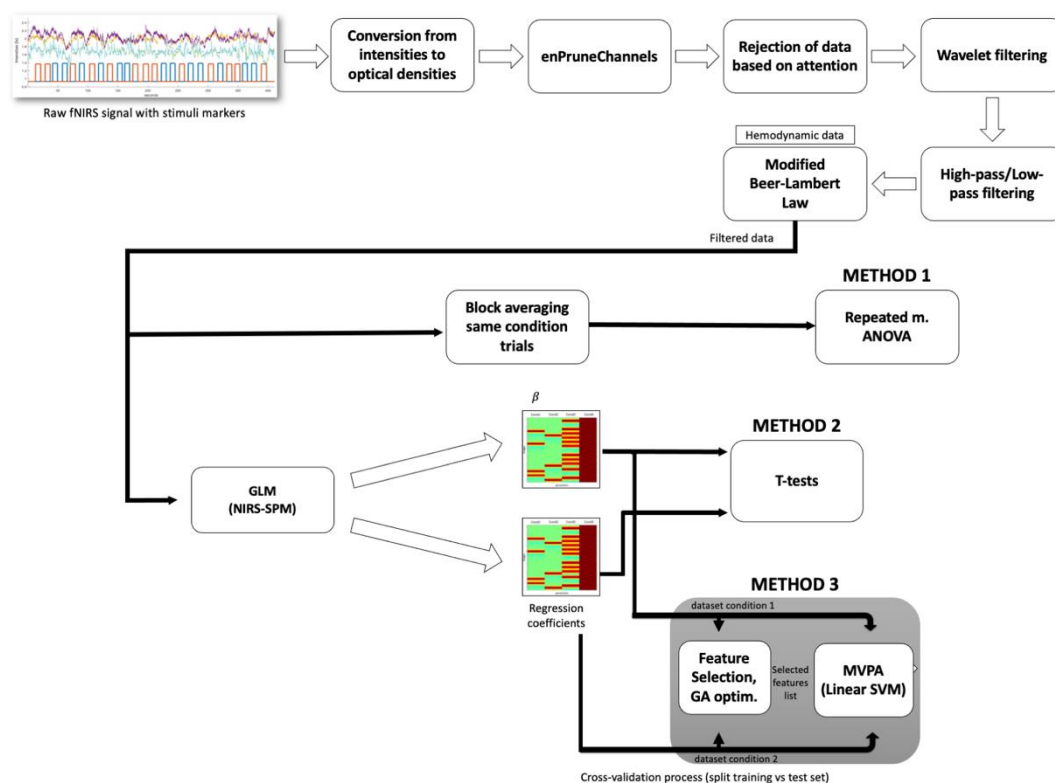 Raw fNIRS signal with stimuli markers
Conversion from
intensities to
optical densities
enPruneChannels
Rejection of data
based on attention
Wavelet filtering
High-pass/Low-
pass filtering
Hemodynamic data
Modified
Beer-Lambert
Law
Filtered data
METHOD 1
Block averaging
same condition
trials
Repeated m.
ANOVA
β
METHOD 2
GLM
(NIRS-SPM)
T-tests
Regression
coefficients
METHOD 3
dataset condition 1
Feature
Selection,
GA optim.
Selected
features
list
MVPA
(Linear SVM)
dataset condition 2
Cross-validation process (split training vs test set)